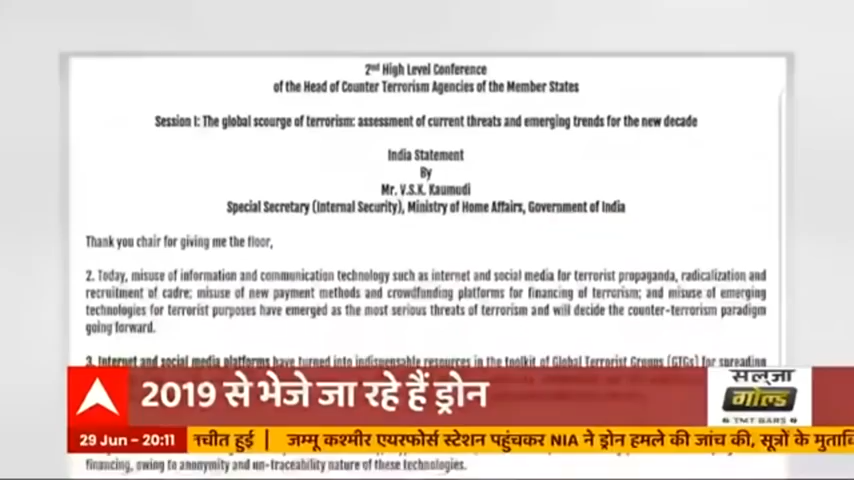 2nd High Level Conference
of the Head of Counter Terrorism Agencies of the Member States
Session I: The global scourge of terrorism: assessment of current threats and emerging trends for the new decade
India Statement
By
Mr. V.S.K. Kaumudi
Special Secretary (Internal Security), Ministry of Home Affairs, Government of India
Thank you chair for giving me the floor,
2. Today, misuse of information and communication technology such as internet and social media for terrorist propaganda, radicalization and
recruitment of cadre; misuse of new payment methods and crowdfunding platforms for financing of terrorism; and misuse of emerging
technologies for terrorist purposes have emerged as the most serious threats of terrorism and will decide the counter-terrorism paradigm
going forward.
3. Internet and social media platforms have turned into indispensable resources in the toolkit of Global Terrorist Groups (GTGs) for spreading
2019 से भेजे जा रहे हैं ड्रोन
सलूजा
गोल्ड
TMT BARS
29 Jun - 20:11
चीत हुई | जम्मू कश्मीर एयरफोर्स स्टेशन पहुंचकर NIA ने ड्रोन हमले की जांच की, सूत्रों के मुताबि
financing, owing to anonymity and un-traceability nature of these technologies.